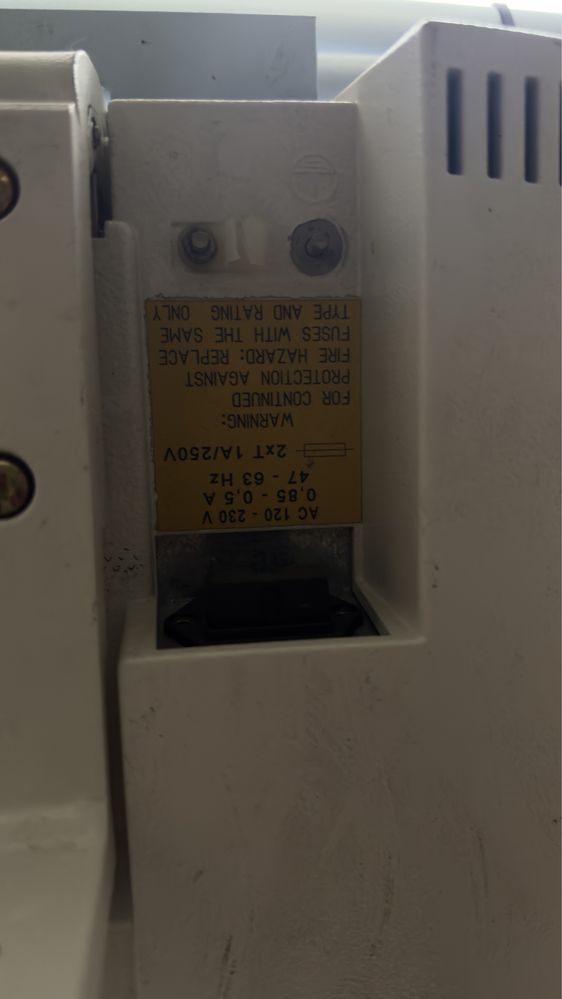 AC 120 - 230 V
0,85 - 0,5 A
47 - 63 Hz
2xT 1A/250V
WARNING:
FOR CONTINUED
PROTECTION AGAINST
FIRE HAZARD: REPLACE
FUSES WITH THE SAME
TYPE AND RATING ONLY